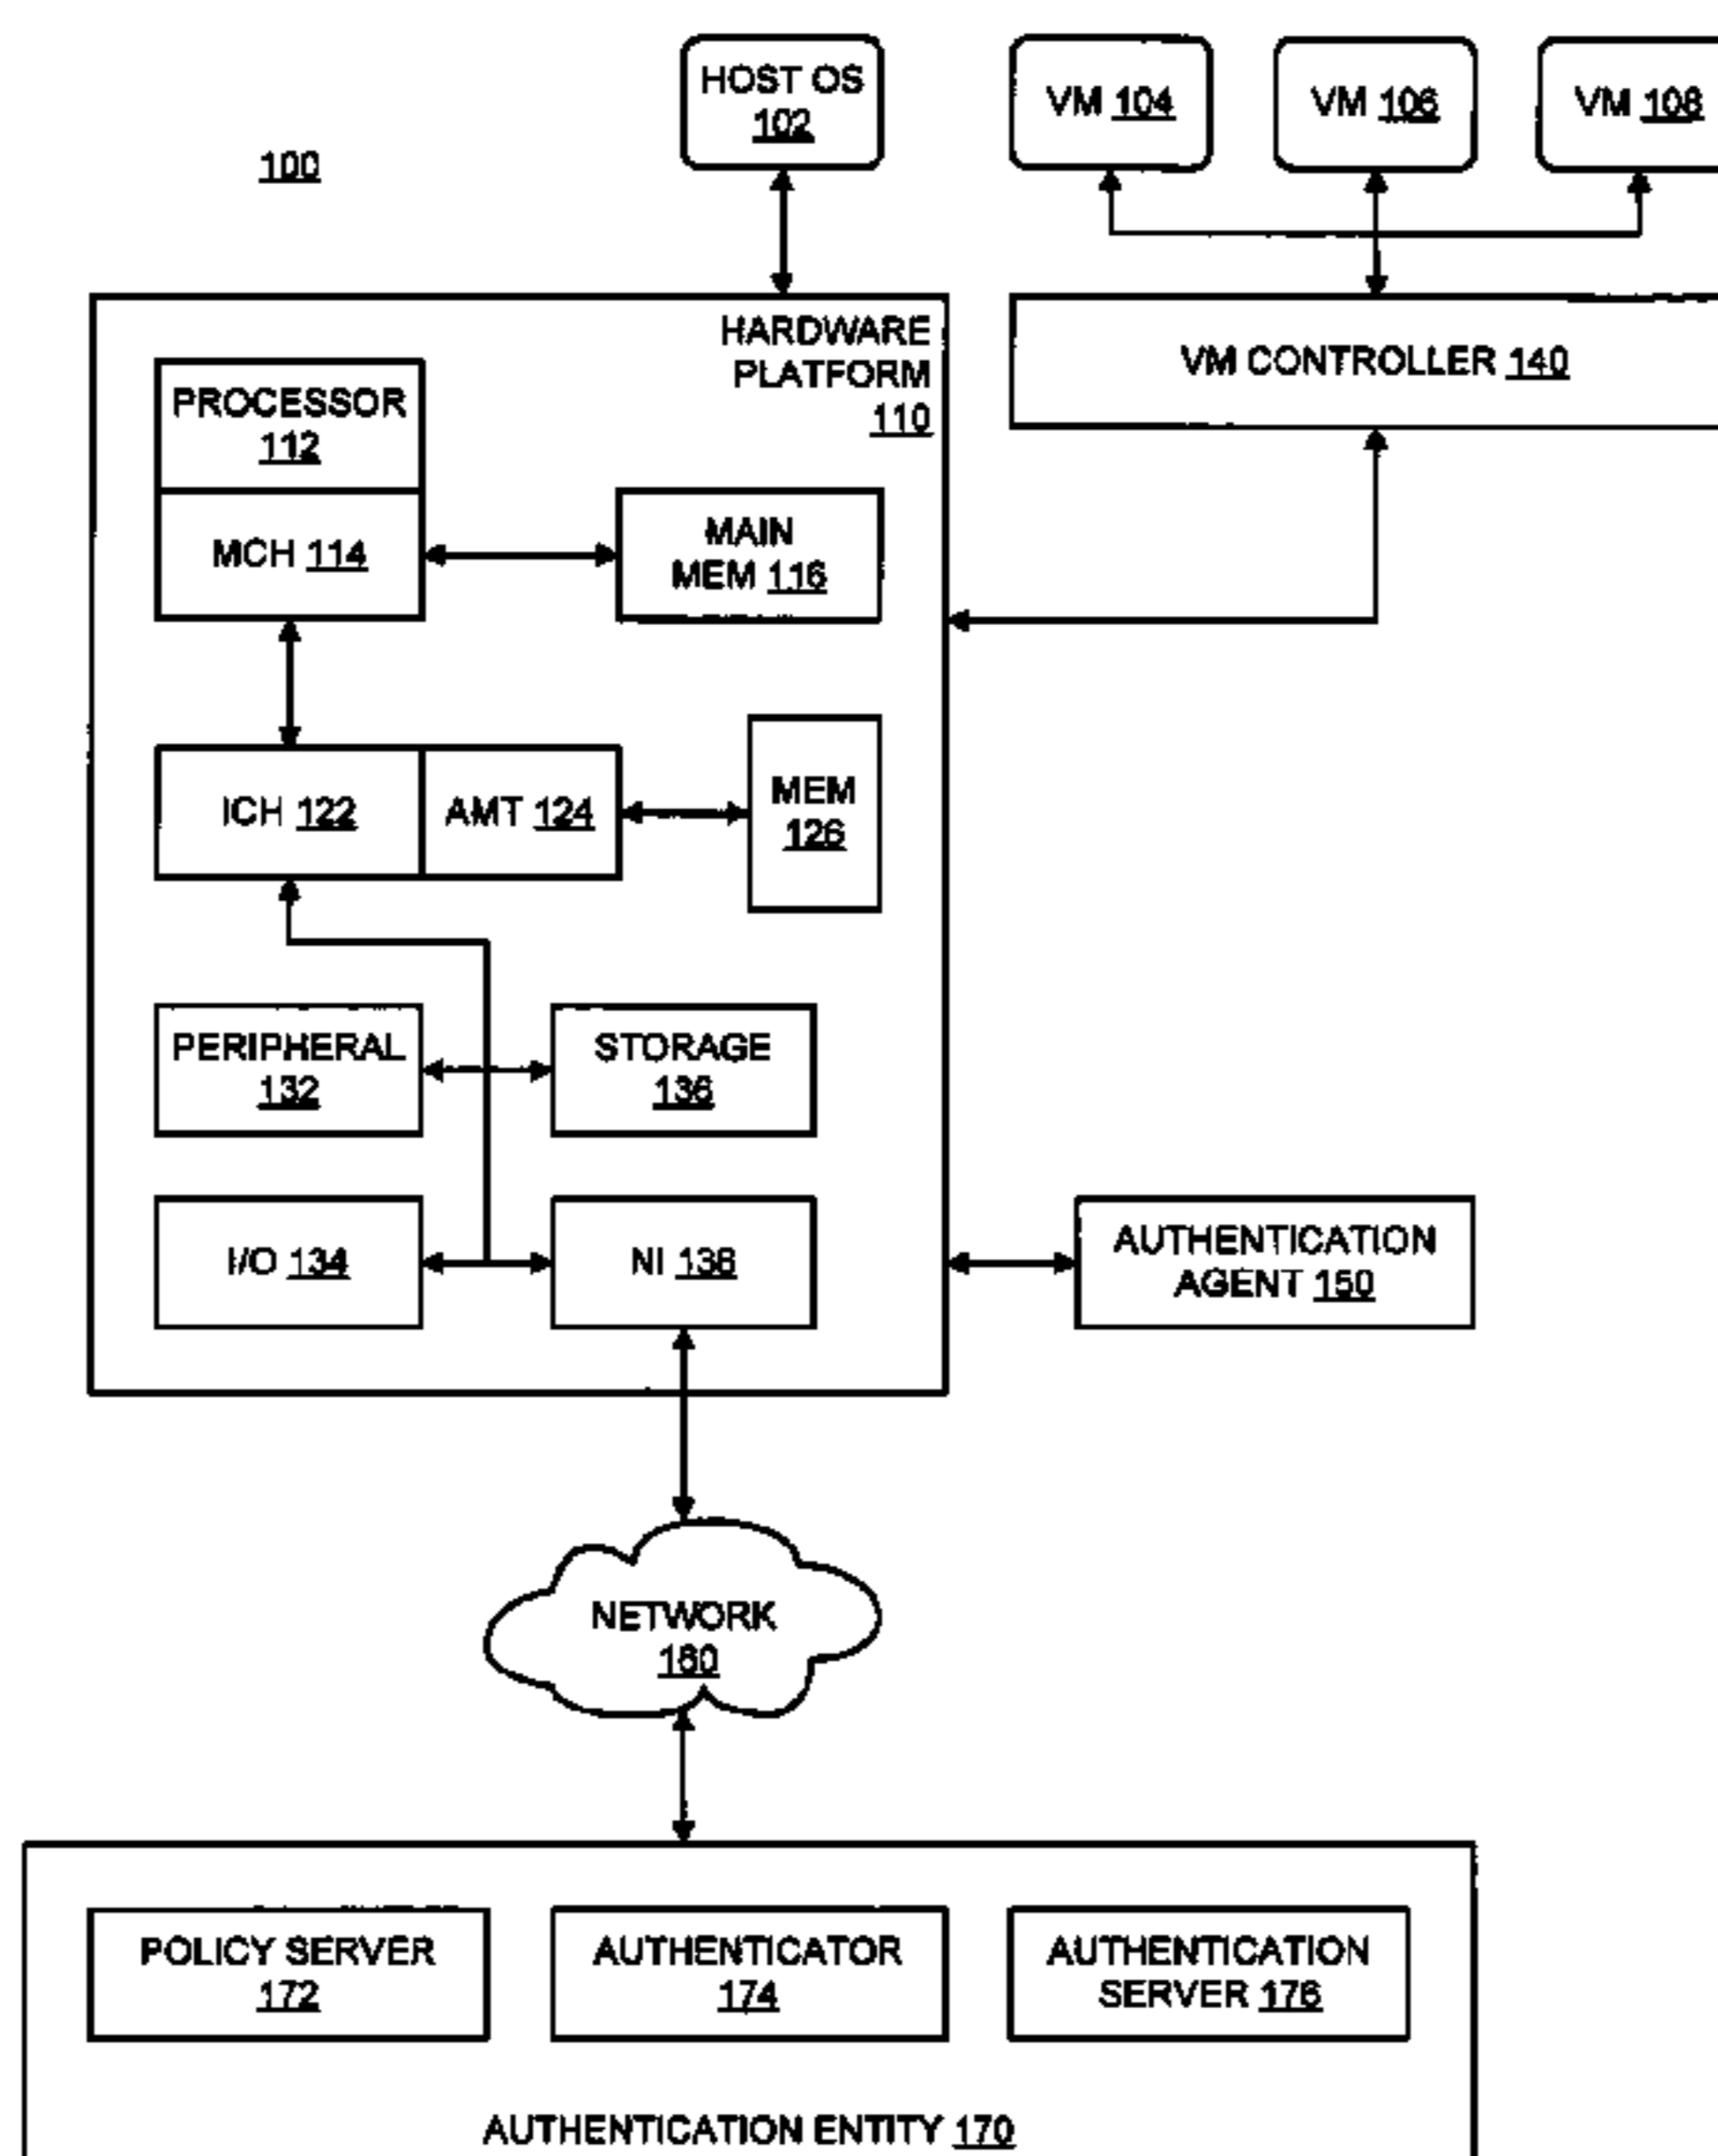 HOST OS
102
VM 104
VM 106
VM 108
100
HARDWARE
PLATFORM
110
VM CONTROLLER 140
PROCESSOR
112
MCH 114
MAIN
MEM 116
ICH 122
AMT 124
MEM
126
PERIPHERAL
132
STORAGE
136
I/O 134
NI 138
AUTHENTICATION
AGENT 150
NETWORK
160
POLICY SERVER
172
AUTHENTICATOR
174
AUTHENTICATION
SERVER 176
AUTHENTICATION ENTITY 170